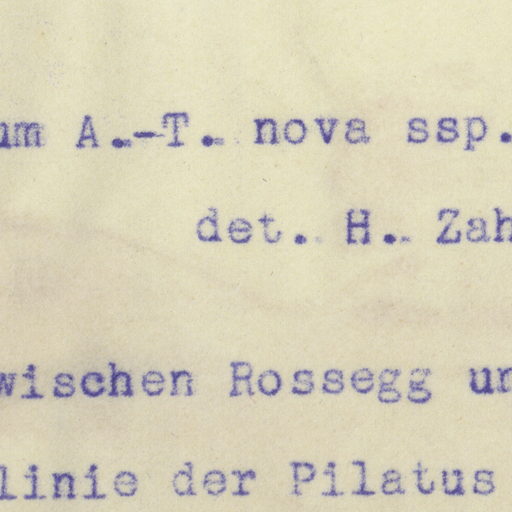 um A.-T. nova ssp.
det. H. Zah
wischen Rossegg un
linie der Pilatus